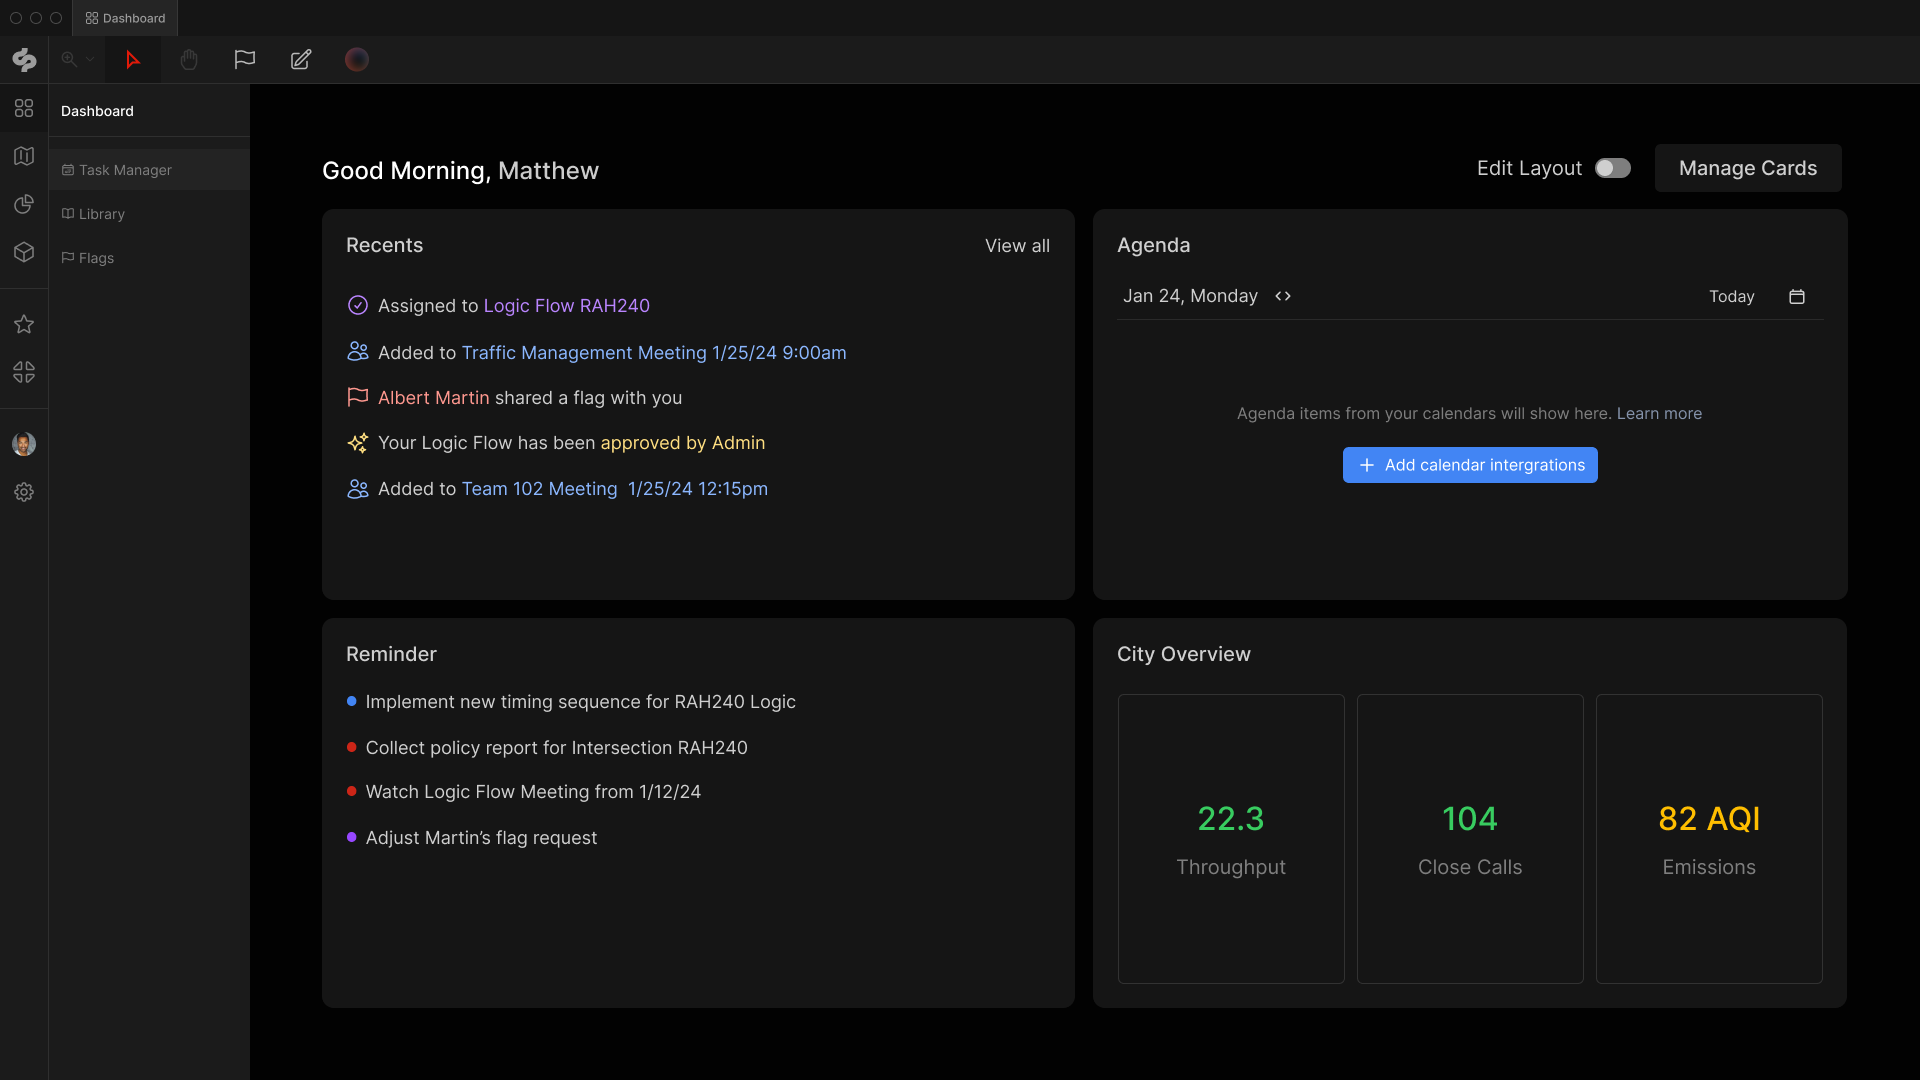 Dashboard
Dashboard
Task Manager
Library
Flags
Good Morning, Matthew
Edit Layout
Manage Cards
Recents
View all
Assigned to Logic Flow RAH240
Added to Traffic Management Meeting 1/25/24 9:00am
Albert Martin shared a flag with you
Your Logic Flow has been approved by Admin
Added to Team 102 Meeting 1/25/24 12:15pm
Agenda
Jan 24, Monday
Today
Agenda items from your calendars will show here. Learn more
Add calendar intergrations
Reminder
Implement new timing sequence for RAH240 Logic
Collect policy report for Intersection RAH240
Watch Logic Flow Meeting from 1/12/24
Adjust Martin’s flag request
City Overview
22.3
Throughput
104
Close Calls
82 AQI
Emissions